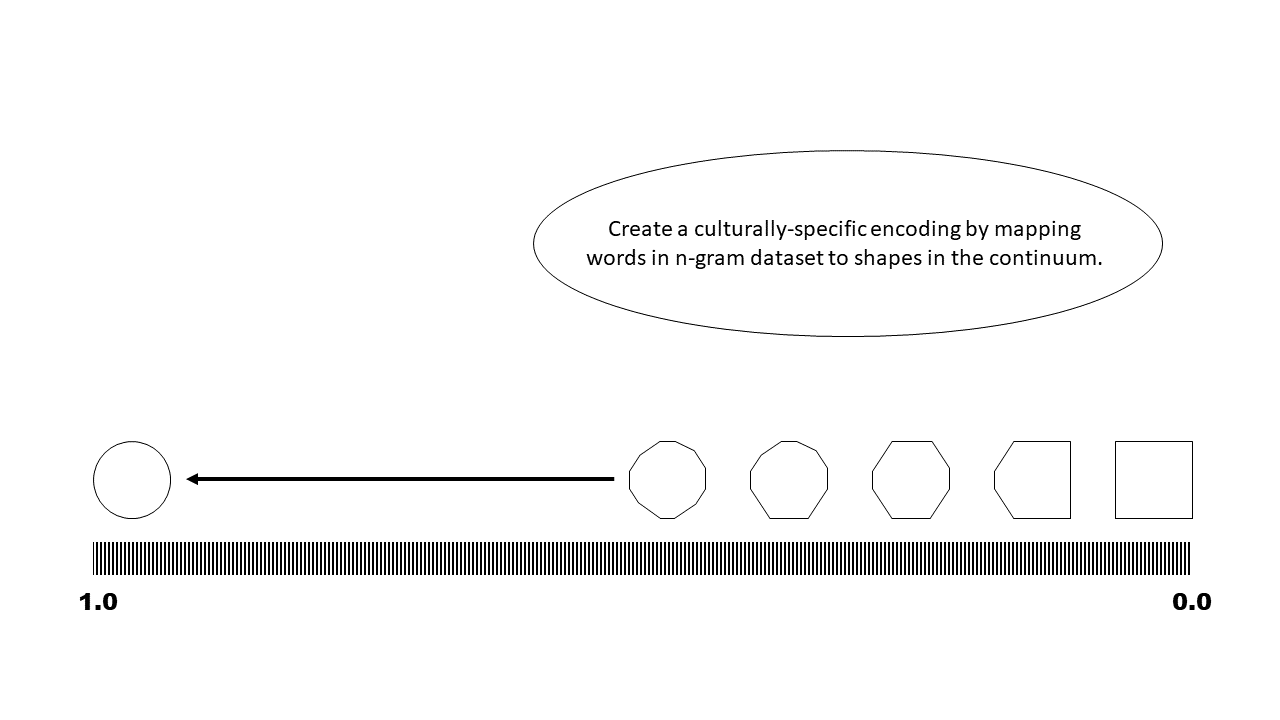 Create a culturally-specific encoding by mapping
words in n-gram dataset to shapes in the continuum.
1.0
0.0